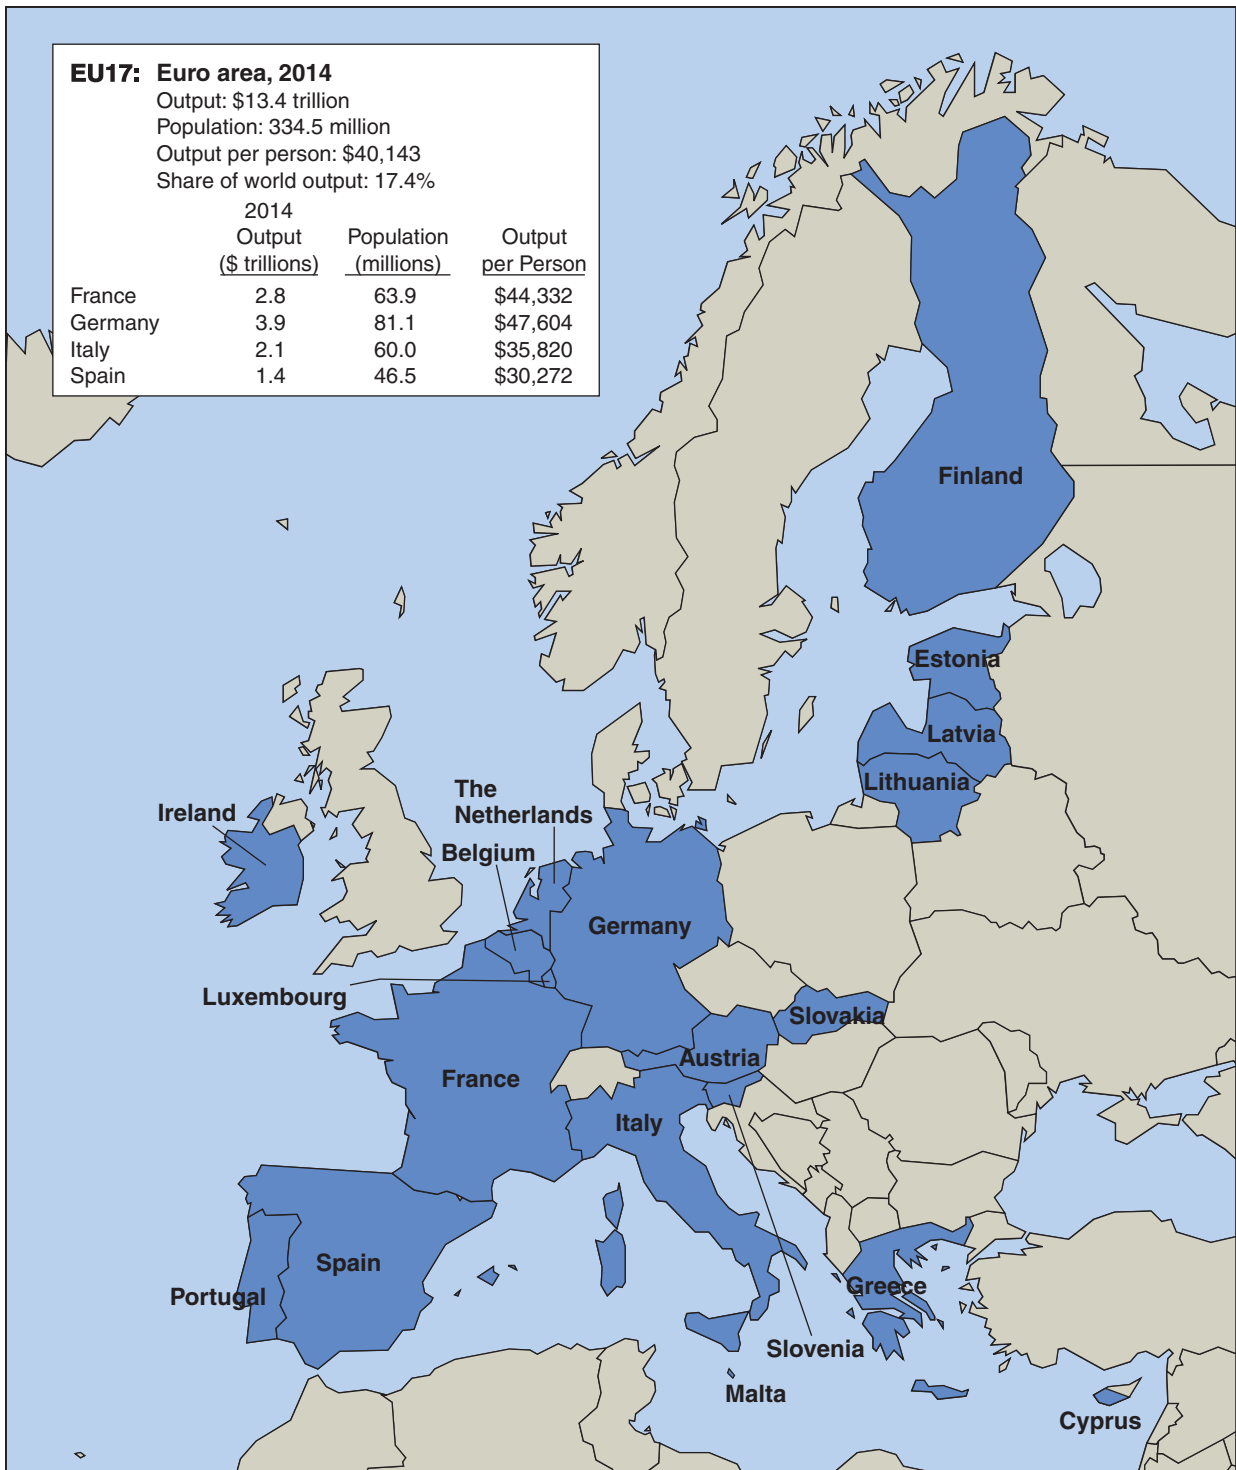 EU17: Euro area, 2014
Output: $13.4 trillion
Population: 334.5 million
Output per person: $40,143
Share of world output: 17.4%
2014
Output Population Output
($ trillions) (millions) per Person
France 2.8 63.9 $44,332
Germany 3.9 81.1 $47,604
Italy 2.1 60.0 $35,820
Spain 1.4 46.5 $30,272
Finland
Estonia
Latvia
Lithuania
The
Netherlands
Ireland
Belgium
Germany
Luxembourg
Slovakia
Austria
France
Italy
Spain
Portugal
Greece
Slovenia
Malta
Cyprus